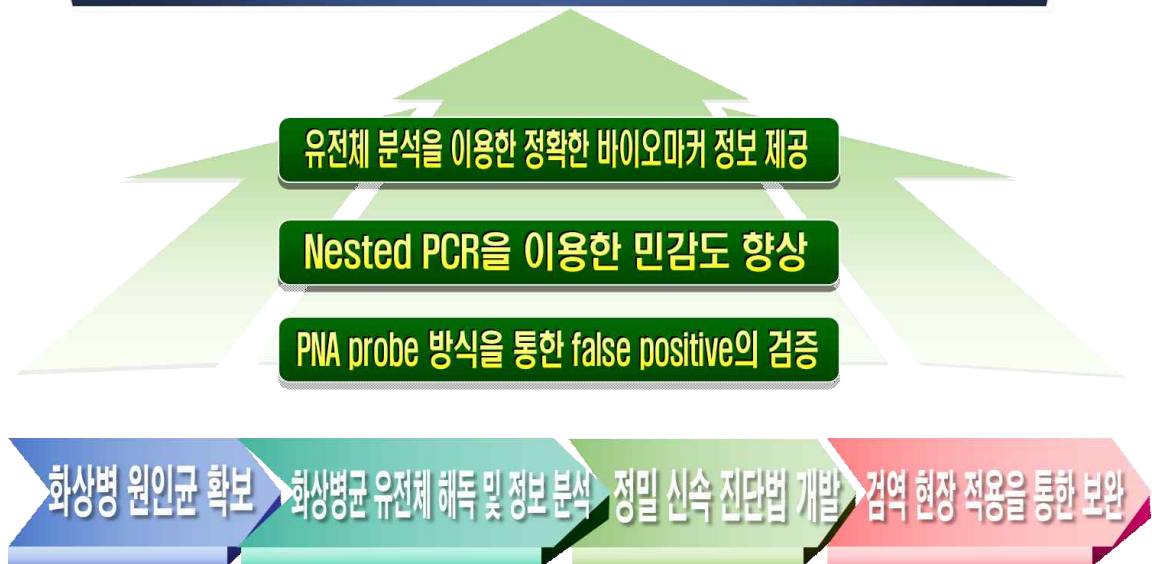 유전체 분석을 이용한 정확한 바이오마커 정보 제공
Nested PCR을 이용한 민감도 향상
PNA probe 방식을 통한 false positive의 검증
화상병 원인균 확보
화상병균 유전체 해독 및 정보 분석
정밀 신속 진단법 개발
검역 현장 적용을 통한 보완